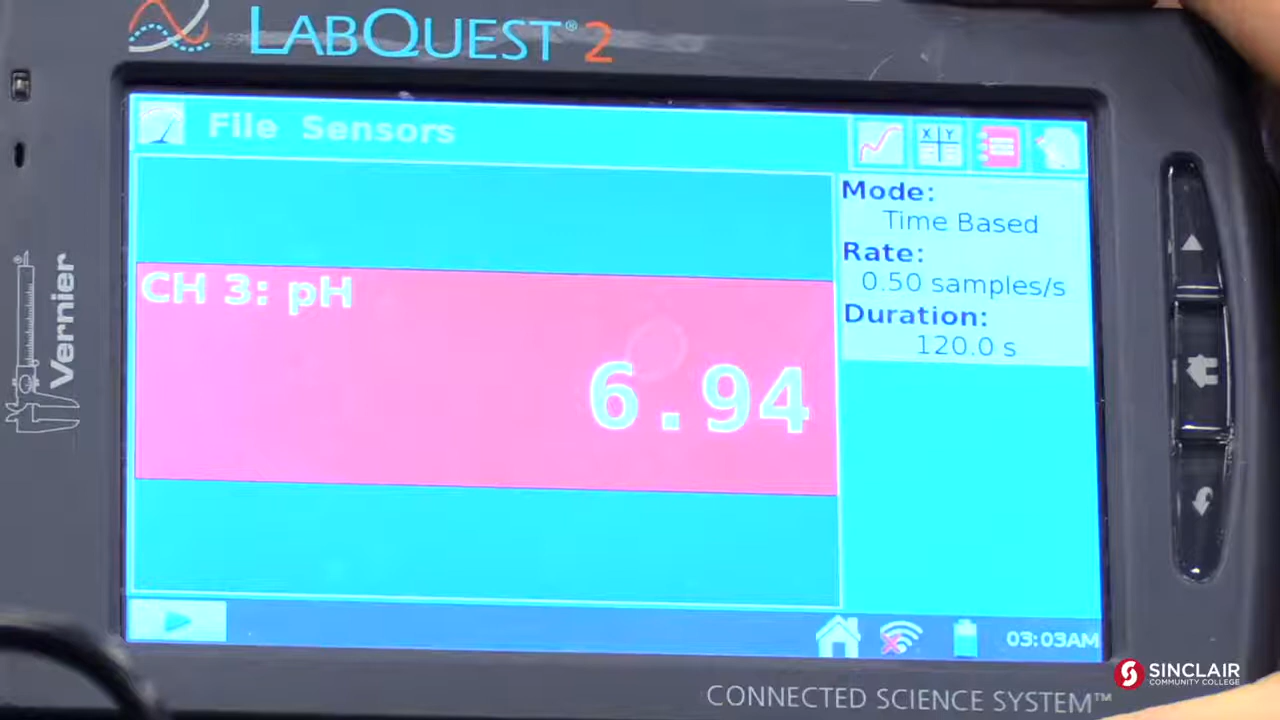 LABQUEST® 2
File Sensors
X Y
Mode:
Time Based
Rate:
0.50 samples/s
Duration:
120.0 s
CH 3: pH
6.94
Vernier
03:03AM
CONNECTED SCIENCE SYSTEM™
SINCLAIR
COMMUNITY COLLEGE